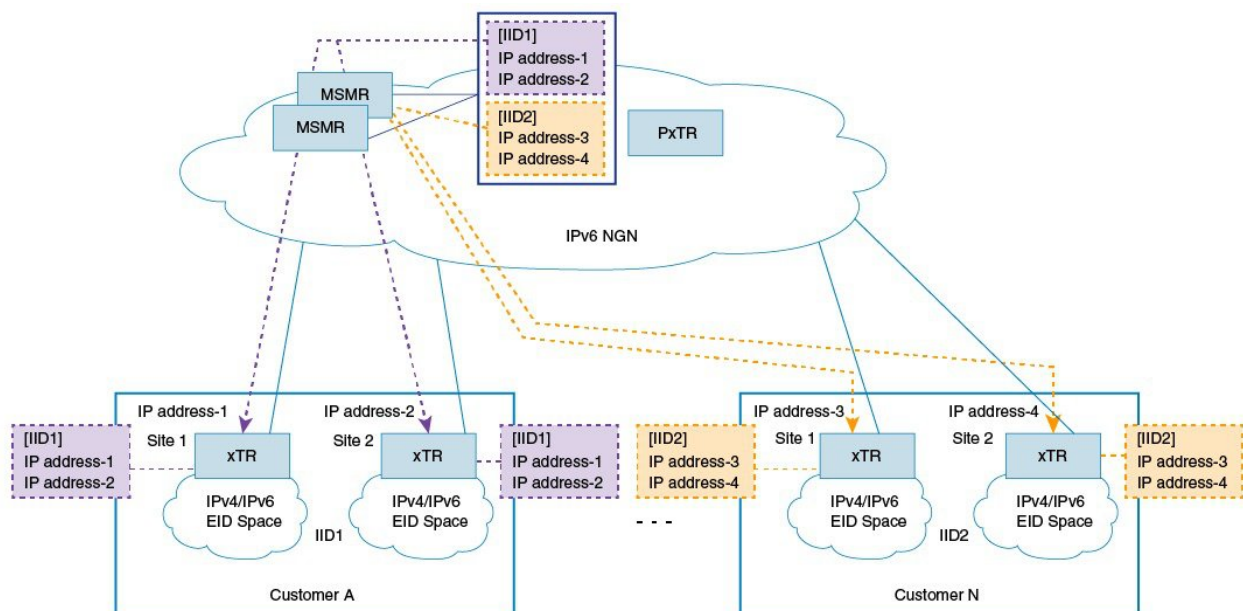 [IID1]
IP address-1
IP address-2
MSMR
MSMR
[IID2]
IP address-3
IP address-4
PxTR
IPv6 NGN
IP address-1
IP address-2
IP address-3
IP address-4
[IID1]
IP address-1
IP address-2
Site 1
xTR
Site 2
xTR
[IID1]
IP address-1
IP address-2
[IID2]
IP address-3
IP address-4
Site 1
xTR
Site 2
xTR
[IID2]
IP address-3
IP address-4
IPv4/IPv6
EID Space
IID1
IPv4/IPv6
EID Space
- - -
IPv4/IPv6
EID Space
IID2
IPv4/IPv6
EID Space
Customer A
Customer N